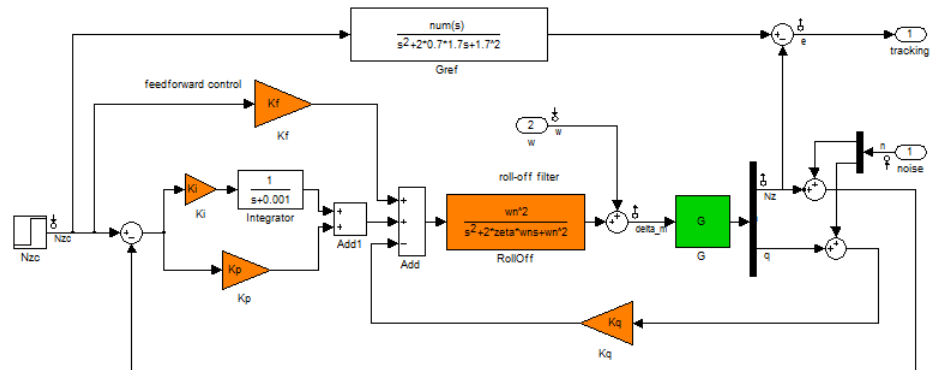 num(s)
s²+2*0.7*1.7s+1.7^2
Gref
+
-
e
1
tracking
feedforward control
Kf
Kf
2
w
w
n
1
noise
Ki
Ki
1
s+0.001
Integrator
+
+
Add1
+
+
-
Add
roll-off filter
wn^2
s²+2*zeta*wns+wn^2
RollOff
+
+
delta_m
G
G
Nz
q
+
+
+
+
Nzc
Nzc
+
-
Kp
Kp
Kq
Kq